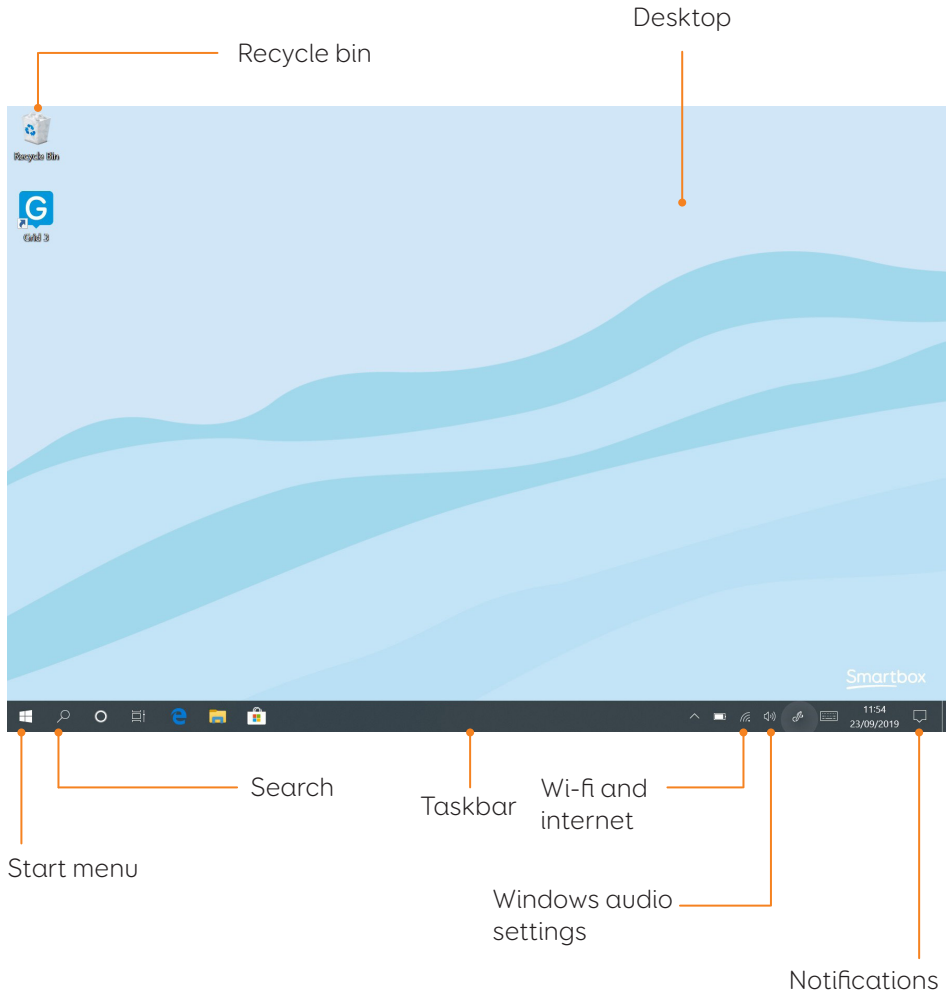 Desktop
Recycle bin
Recycle Bin
G
Grid 3
Smartbox
11:54
23/09/2019
Search
Taskbar
Wi-fi and
internet
Start menu
Windows audio
settings
Notifications